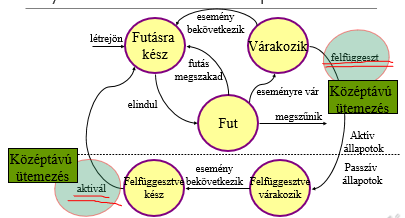 esemény
bekövetkezik
létrejön
Futásra
kész
Várakozik
felfüggeszt
futás
megszakad
Középtávú
ütemezés
elindul
eseményre vár
Fut
megszűnik
Aktív
állapotok
Középtávú
ütemezés
Passzív
állapotok
aktivál
Felfüggesztve
kész
esemény
bekövetkezik
Felfüggesztve
várakozik